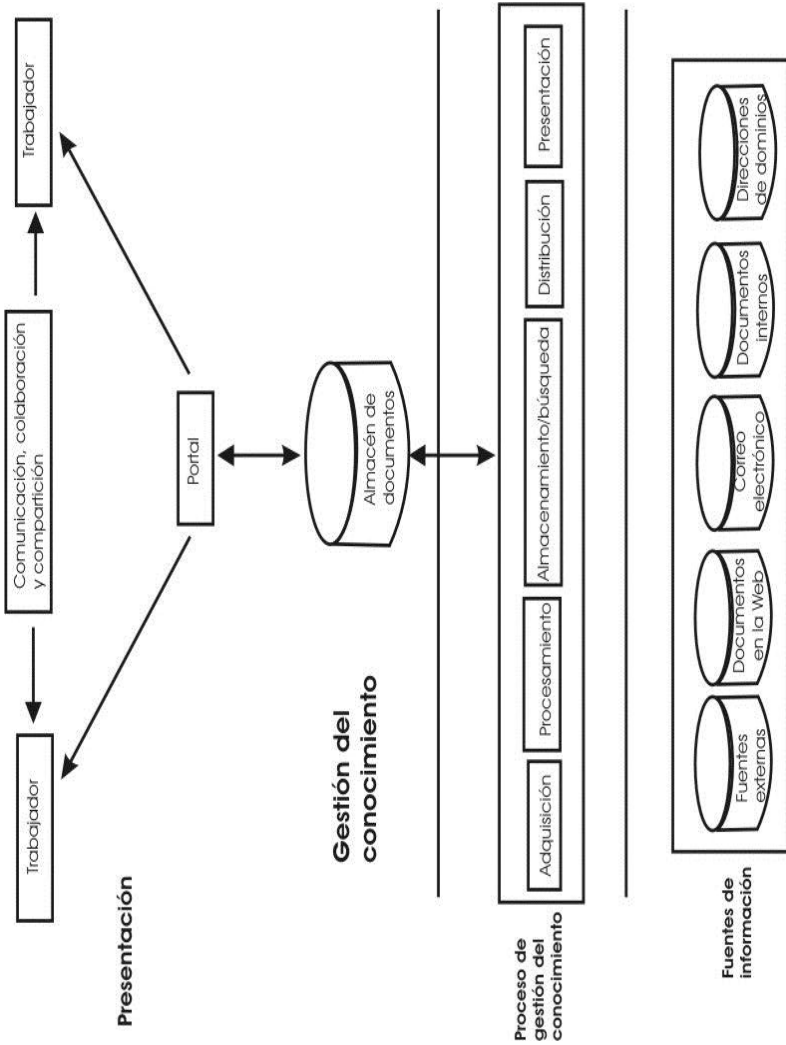 Trabajador
Comunicación, colaboración
y compartición
Trabajador
Presentación
Portal
Gestión del
conocimiento
Almacén de
documentos
Proceso de
gestión del
conocimiento
Adquisición
Procesamiento
Almacenamiento/búsqueda
Distribución
Presentación
Fuentes de
información
Fuentes
externas
Documentos
en la Web
Correo
electrónico
Documentos
internos
Direcciones
de dominios